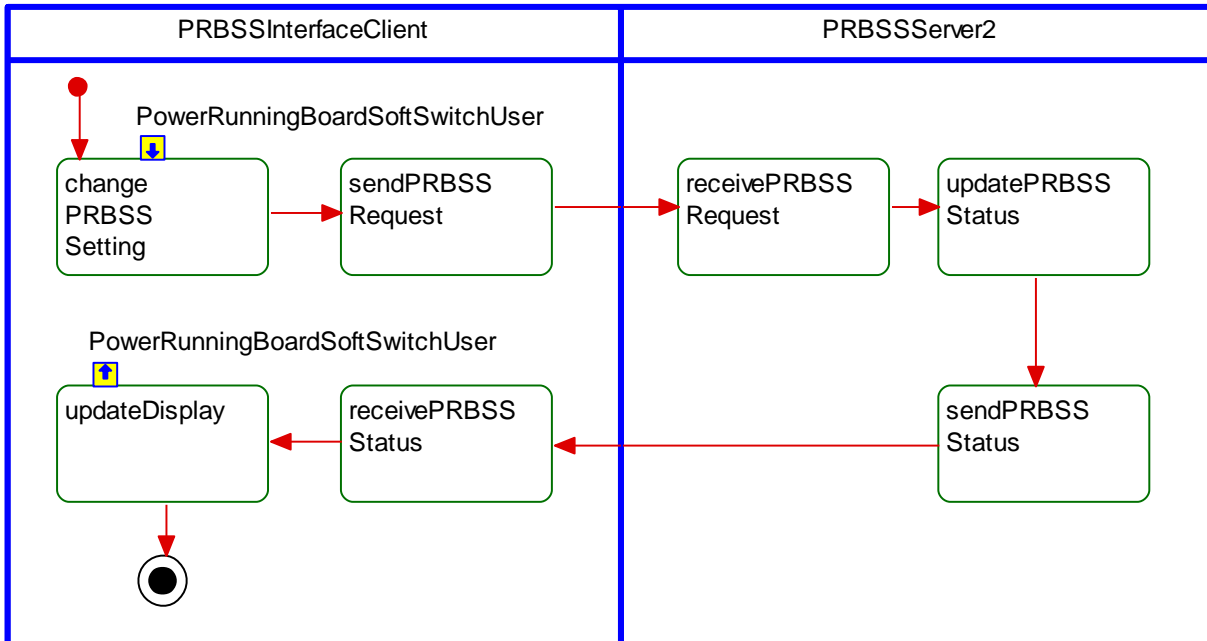 PRBSSInterfaceClient
PRBSSServer2
PowerRunningBoardSoftSwitchUser
change
PRBSS
Setting
sendPRBSS
Request
receivePRBSS
Request
updatePRBSS
Status
PowerRunningBoardSoftSwitchUser
updateDisplay
receivePRBSS
Status
sendPRBSS
Status